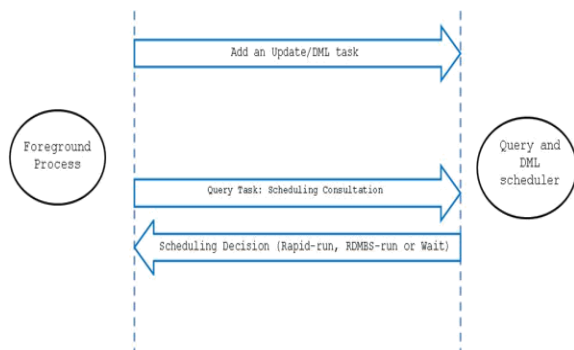 Add an Update/DML task
Foreground
Process
Query and
DML
scheduler
Query Task: Scheduling Consultation
Scheduling Decision (Rapid-run, RDMBS-run or Wait)